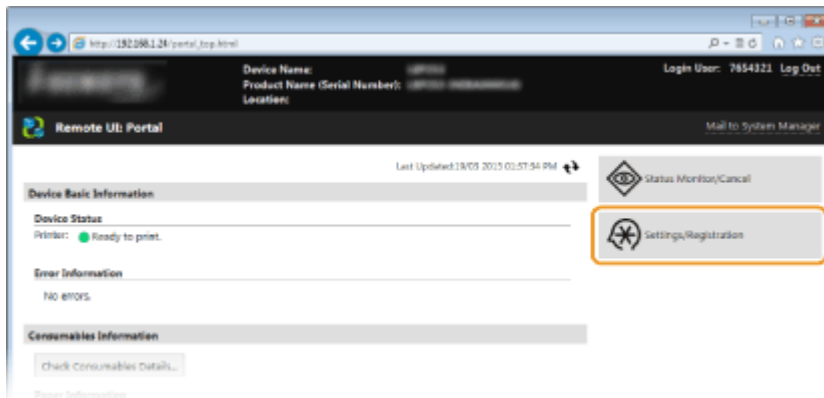 http://192.168.1.24/portal_top.html
Device Name:
Product Name (Serial Number):
Location:
Login User: 7654321 Log Out
Remote UI: Portal
Mail to System Manager
Last Updated:19/03 2013 01:57:54 PM
Status Monitor/Cancel
Device Basic Information
Device Status
Printer: Ready to print.
Settings/Registration
Error Information
No errors.
Consumables Information
Check Consumables Details...
Paper Information